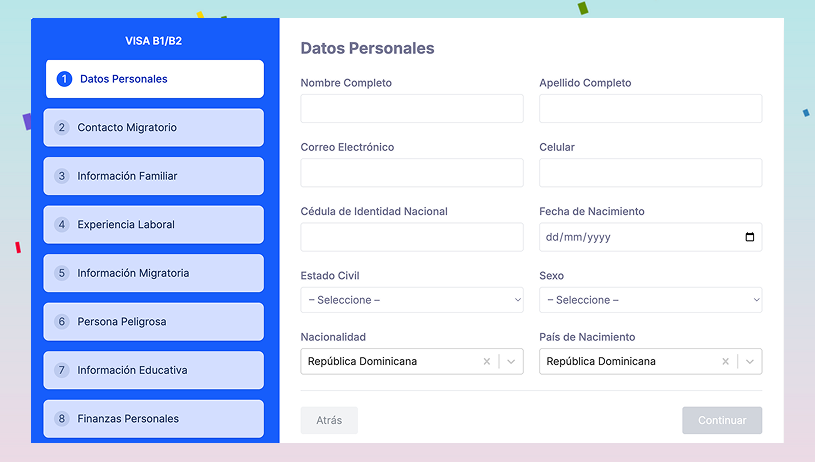 VISA B1/B2
1 Datos Personales
2 Contacto Migratorio
3 Información Familiar
4 Experiencia Laboral
5 Información Migratoria
6 Persona Peligrosa
7 Información Educativa
8 Finanzas Personales
Datos Personales
Nombre Completo
Apellido Completo
Correo Electrónico
Celular
Cédula de Identidad Nacional
Fecha de Nacimiento
dd/mm/yyyy
Estado Civil
Sexo
– Seleccione –
– Seleccione –
Nacionalidad
País de Nacimiento
República Dominicana
República Dominicana
Atrás
Continuar